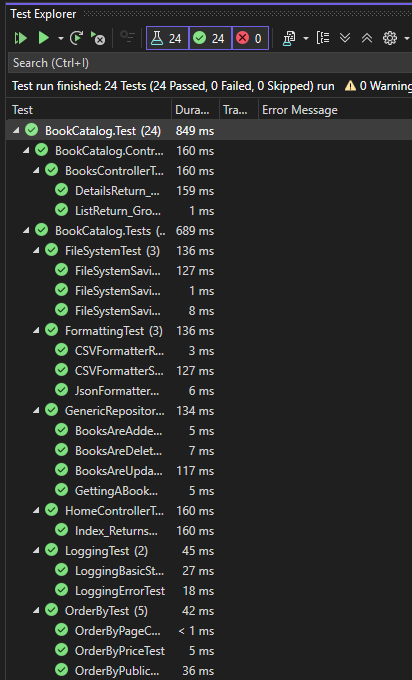 Test Explorer
24 24 0
Search (Ctrl+I)
Test run finished: 24 Tests (24 Passed, 0 Failed, 0 Skipped) run 0 Warning
Test Dura... Tra... Error Message
BookCatalog.Test (24) 849 ms
BookCatalog.Contr... 160 ms
BooksControllerT... 160 ms
DetailsReturn_... 159 ms
ListReturn_Gro... 1 ms
BookCatalog.Tests (.. 689 ms
FileSystemTest (3) 136 ms
FileSystemSavi... 127 ms
FileSystemSavi... 1 ms
FileSystemSavi... 8 ms
FormattingTest (3) 136 ms
CSVFormatterR... 3 ms
CSVFormatterS... 127 ms
JsonFormatter... 6 ms
GenericRepositor... 134 ms
BooksAreAdde... 5 ms
BooksAreDelet... 7 ms
BooksAreUpda... 117 ms
GettingABook... 5 ms
HomeControllerT... 160 ms
Index_Returns... 160 ms
LoggingTest (2) 45 ms
LoggingBasicSt... 27 ms
LoggingErrorTest 18 ms
OrderByTest (5) 42 ms
OrderByPageC... < 1 ms
OrderByPriceTest 5 ms
OrderByPublic... 36 ms